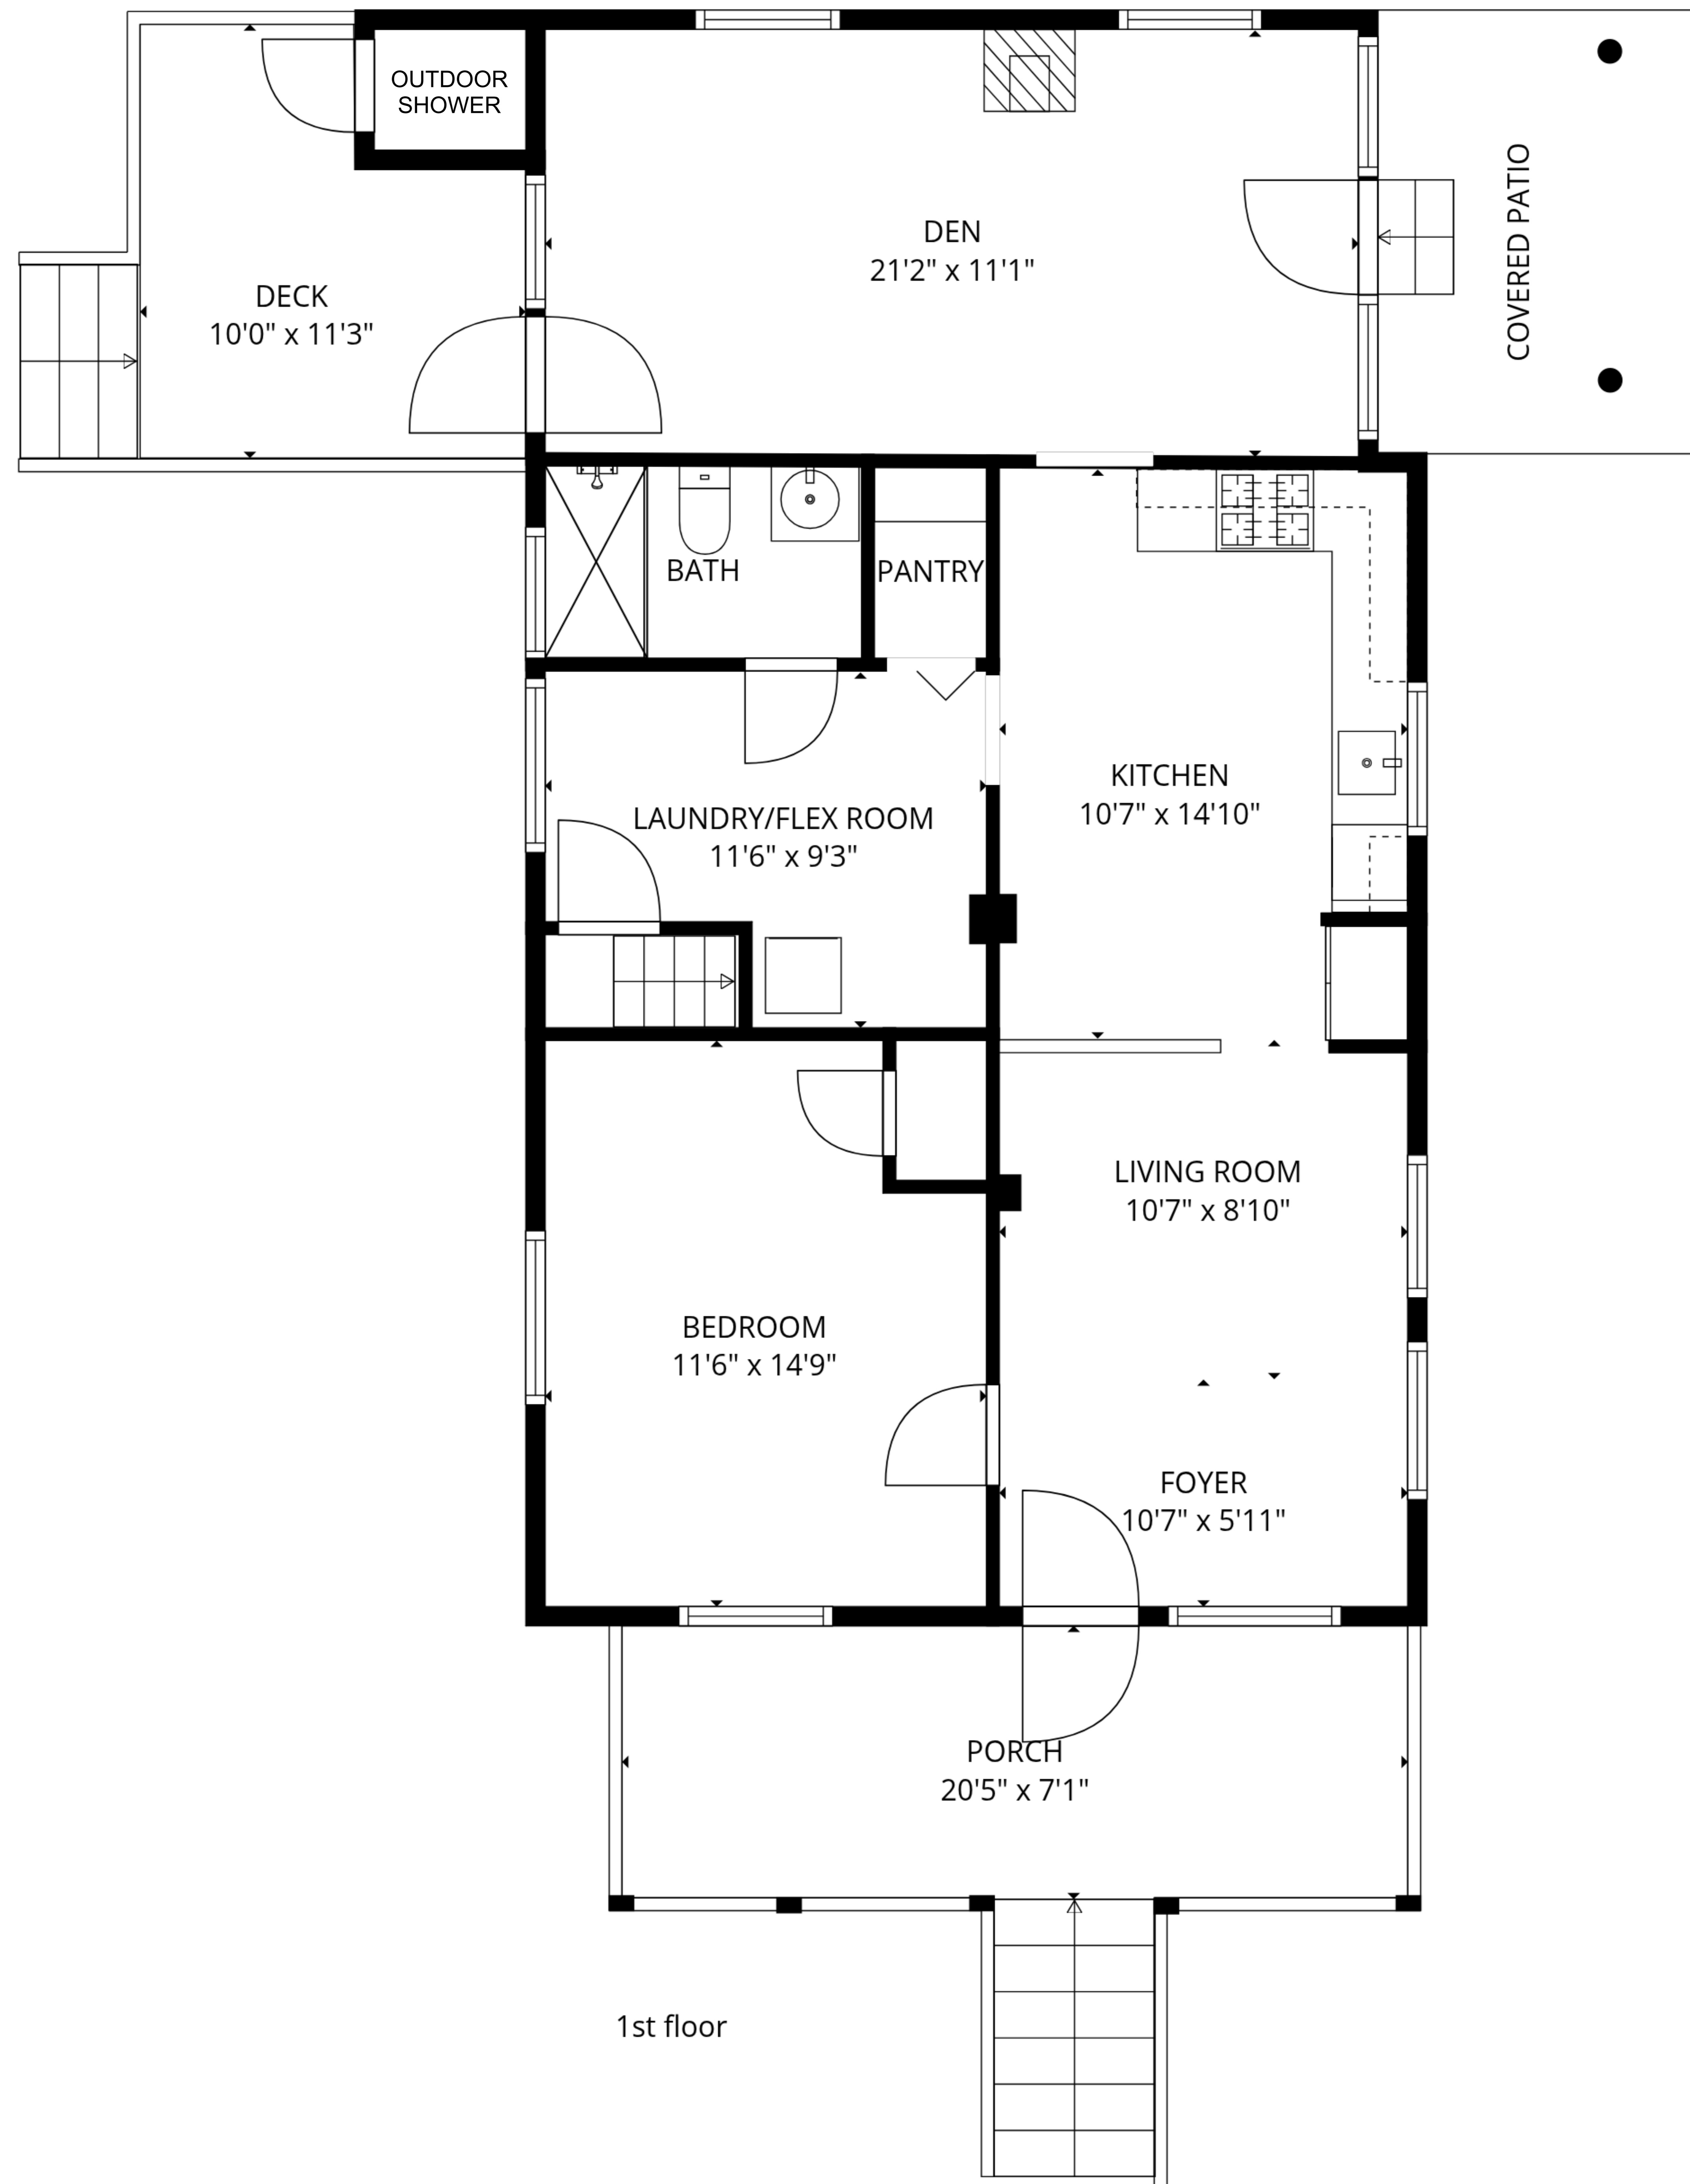 OUTDOOR
SHOWER
DEN
21'2" x 11'1"
COVERED PATIO
DECK
10'0" x 11'3"
BATH
PANTRY
KITCHEN
10'7" x 14'10"
LAUNDRY/FLEX ROOM
11'6" x 9'3"
LIVING ROOM
10'7" x 8'10"
BEDROOM
11'6" x 14'9"
FOYER
10'7" x 5'11"
PORCH
20'5" x 7'1"
1st floor